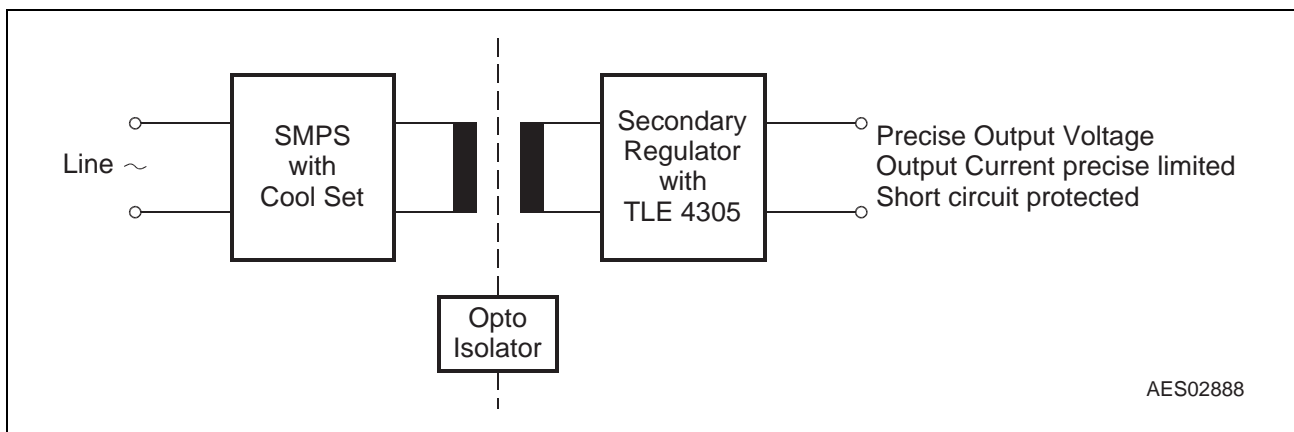 SMPS
with
Cool Set
Line ~
Secondary
Regulator
with
TLE 4305
Precise Output Voltage
Output Current precise limited
Short circuit protected
Opto
Isolator
AES02888